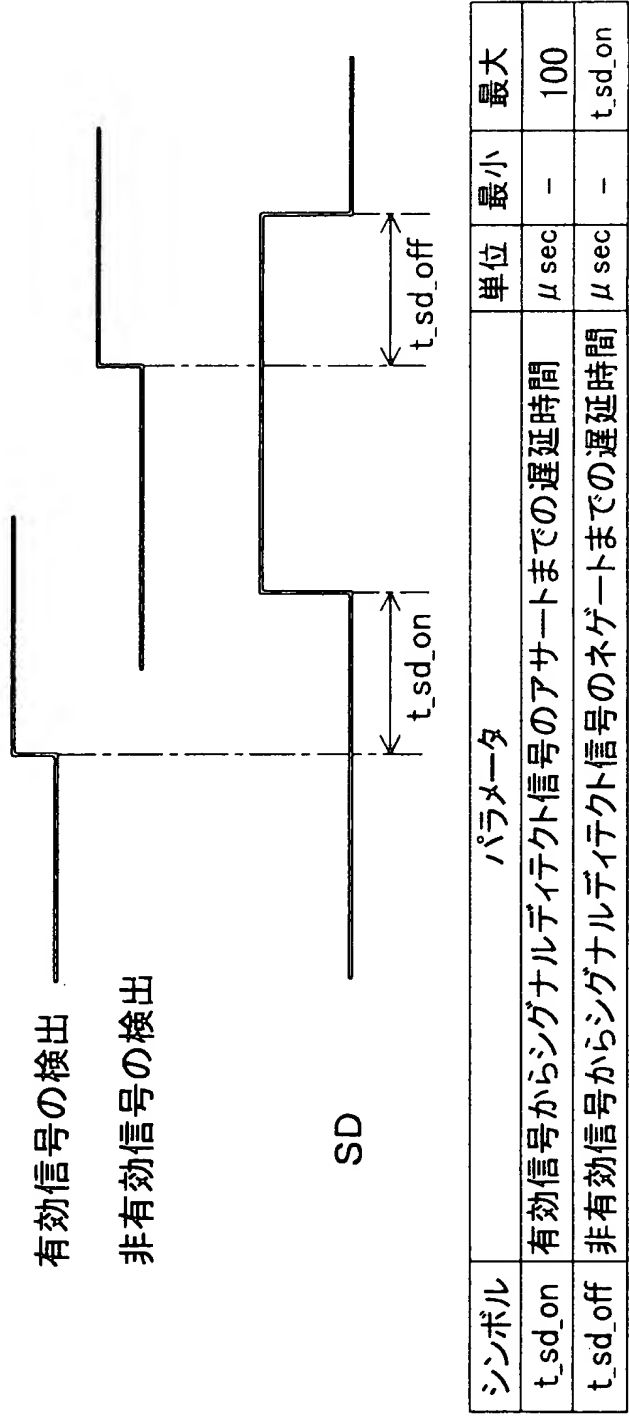 有効信号の検出
非有効信号の検出
SD
t_sd_on
t_sd_off
シンボル パラメータ 単位 最小 最大
t_sd_on 有効信号からシグナルディテクト信号のアサートまでの遅延時間 μsec - 100
t_sd_off 非有効信号からシグナルディテクト信号のネゲートまでの遅延時間 μsec - t_sd_on